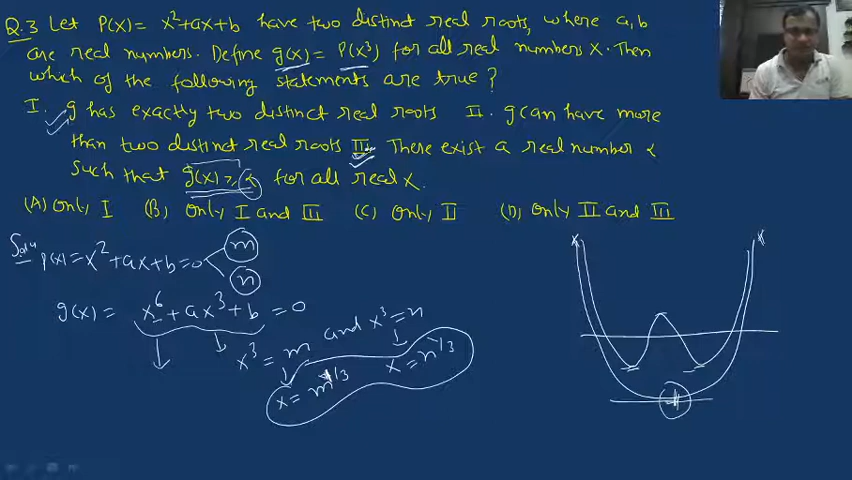 Q.3 Let P(x) = x²+ax+b have two distinct real roots, where a,b
are real numbers. Define g(x) = P(x³) for all real numbers x. Then
which of the following statements are true?
I. g has exactly two distinct real roots II. g can have more
than two distinct real roots III. There exist a real number α
such that g(x) ≥ α for all real x.
(A) Only I (B) Only I and III (C) Only II (D) Only II and III
Soln P(x) = x²+ax+b = 0 m
n
g(x) = x⁶ + ax³ + b = 0
x³ = m and x³ = n
x = m^1/3 x = n^1/3